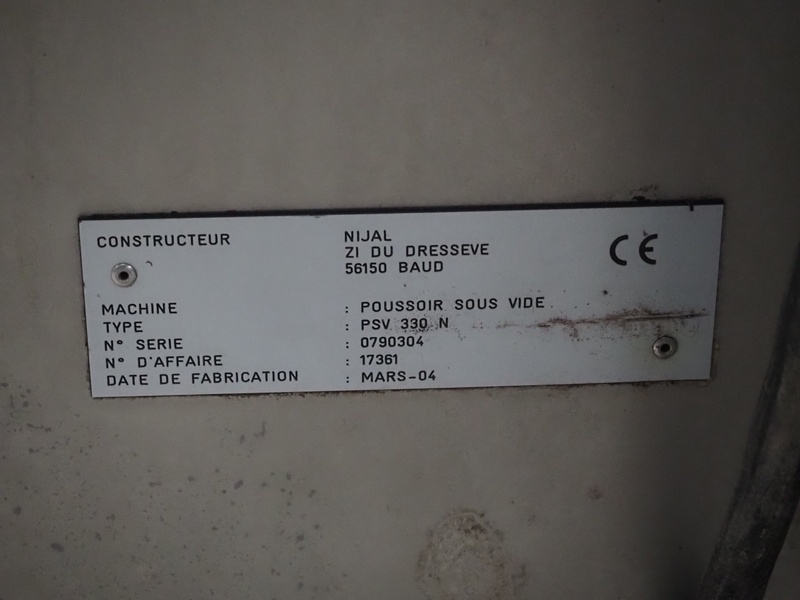 CONSTRUCTEUR NIJAL
ZI DU DRESSEVE
56150 BAUD
CE
MACHINE : POUSSOIR SOUS VIDE
TYPE : PSV 330 N
N° SERIE : 0790304
N° D'AFFAIRE : 17361
DATE DE FABRICATION : MARS-04